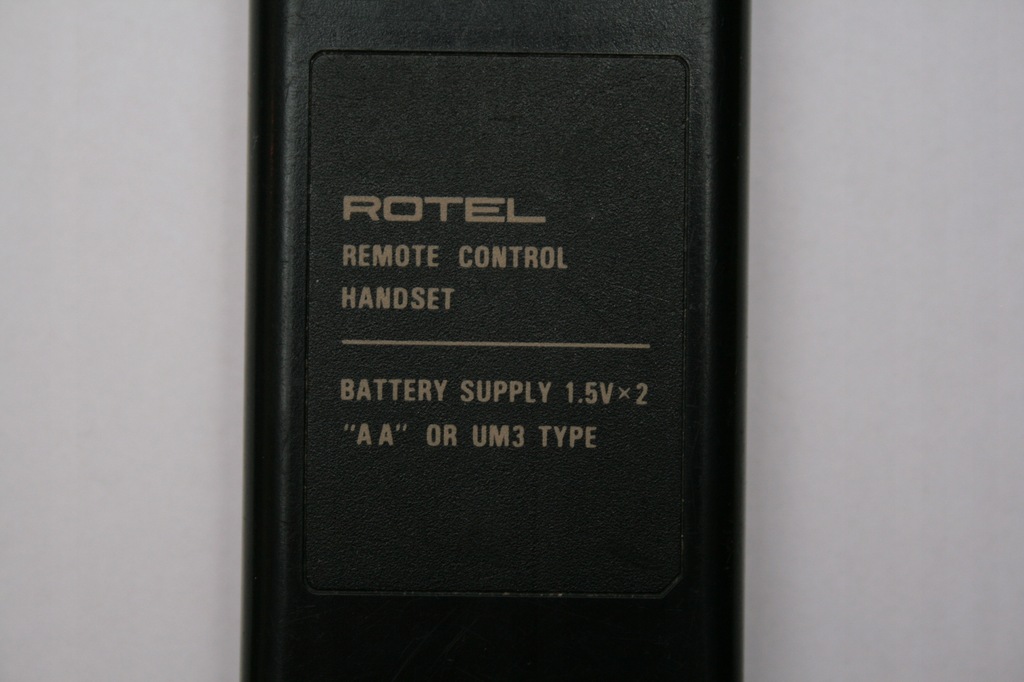 ROTEL
REMOTE CONTROL
HANDSET
BATTERY SUPPLY 1.5V×2
"AA" OR UM3 TYPE